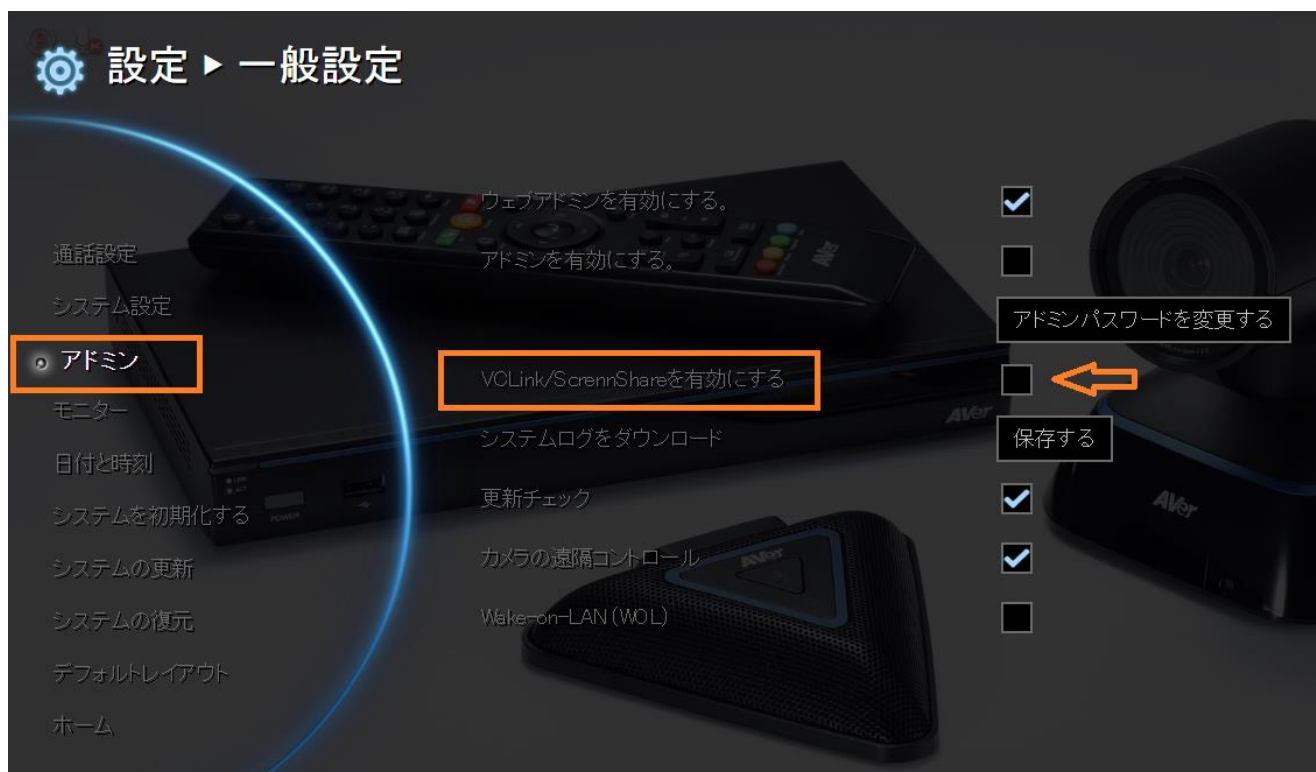 設定 ▶ 一般設定
通話設定
システム設定
アドミン
モニター
日付と時刻
システムを初期化する
システムの更新
システムの復元
デフォルトレイアウト
ホーム
ウェブアドミンを有効にする。
アドミンを有効にする。
アドミンパスワードを変更する
VCLink/ScrennShareを有効にする
システムログをダウンロード
保存する
更新チェック
カメラの遠隔コントロール
Wake-on-LAN(WOL)
AVer
AVer
AVer
AVer
POWER